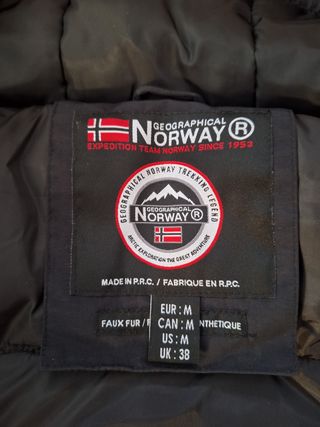 GEOGRAPHICAL
NORWAY®
EXPEDITION TEAM NORWAY SINCE 1953
GEOGRAPHICAL NORWAY TREKKING LEGEND
GEOGRAPHICAL
NORWAY®
ARCTIC EXPLORATION THE GREAT ADVENTURE
MADE IN P.R.C. / FABRIQUE EN R.P.C.
EUR : M
CAN : M
US : M
UK : 38
FAUX FUR / NTHETIQUE